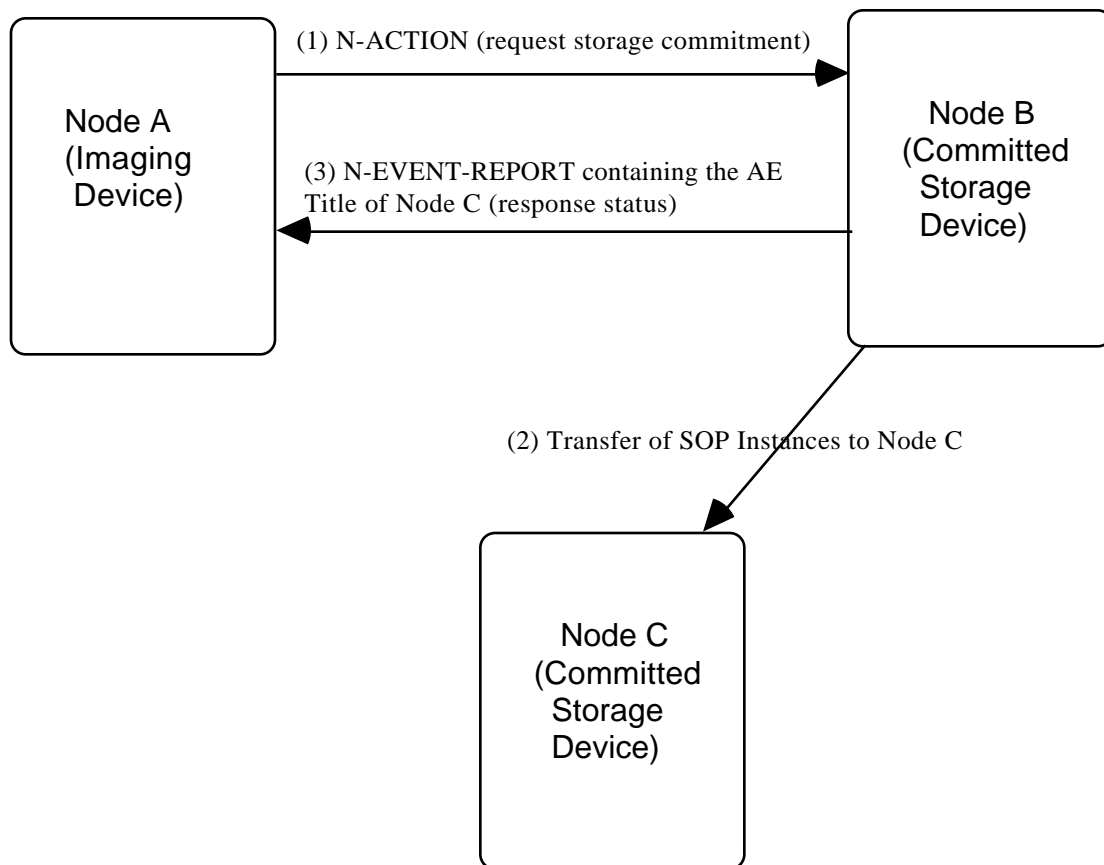 (1) N-ACTION (request storage commitment)
Node A
(Imaging
Device)
Node B
(Committed
Storage
Device)
(3) N-EVENT-REPORT containing the AE
Title of Node C (response status)
(2) Transfer of SOP Instances to Node C
Node C
(Committed
Storage
Device)